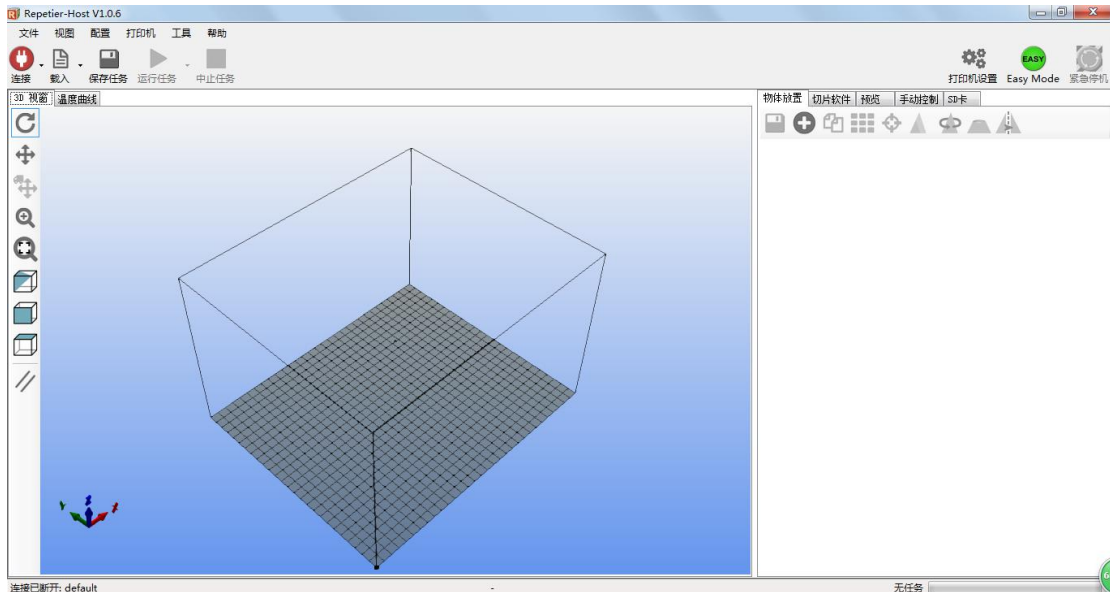 Repetier-Host V1.0.6
文件 视图 配置 打印机 工具 帮助
连接 载入 保存任务 运行任务 中止任务 打印机设置 Easy Mode 紧急停机
EASY
3D 视窗 温度曲线 物体放置 切片软件 预览 手动控制 SD卡
连接已断开: default - 无任务